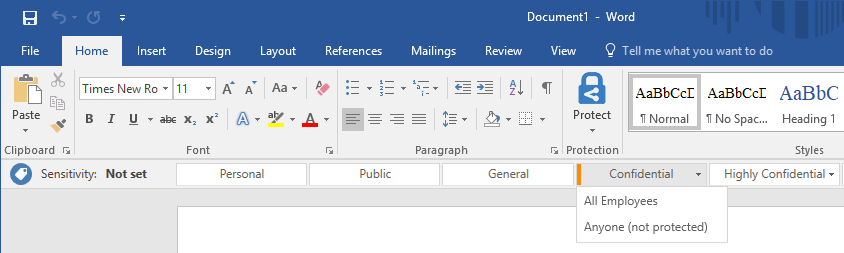 Document1 - Word
File Home Insert Design Layout References Mailings Review View Tell me what you want to do
Times New Ro 11 A A Aa A
Paste
B I U abc x₂ x² A A
Protect
AaBbCcD AaBbCcD AaBbC
¶ Normal ¶ No Spac... Heading 1
Clipboard Font Paragraph Protection Styles
Sensitivity: Not set Personal Public General Confidential Highly Confidential
All Employees
Anyone (not protected)